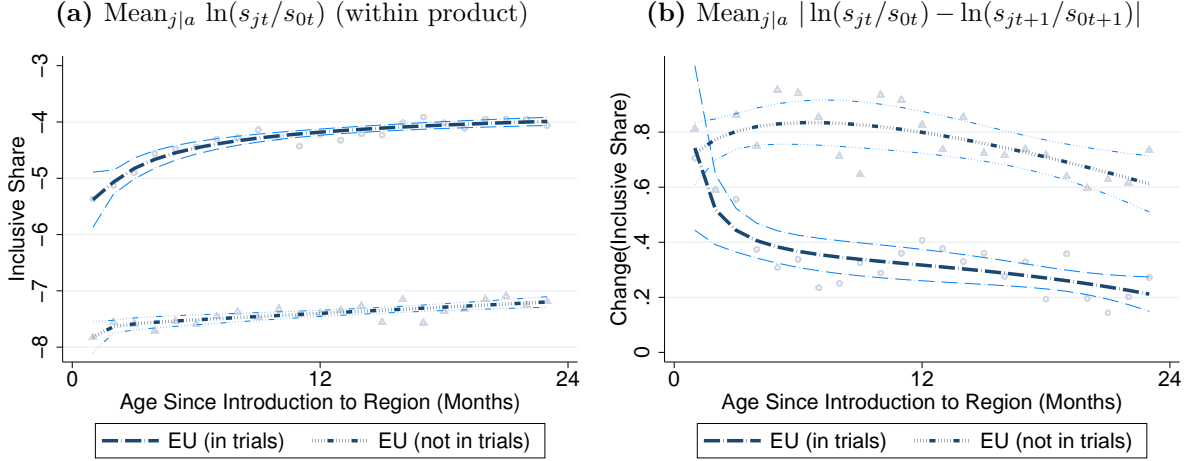 (a) Mean_{j|a} ln(s_{jt}/s_{0t}) (within product)
-3
-4
-5
-6
-7
-8
Inclusive Share
0
12
24
Age Since Introduction to Region (Months)
EU (in trials)
EU (not in trials)
(b) Mean_{j|a} | ln(s_{jt}/s_{0t}) − ln(s_{jt+1}/s_{0t+1})|
.8
.6
.4
.2
0
Change(Inclusive Share)
0
12
24
Age Since Introduction to Region (Months)
EU (in trials)
EU (not in trials)